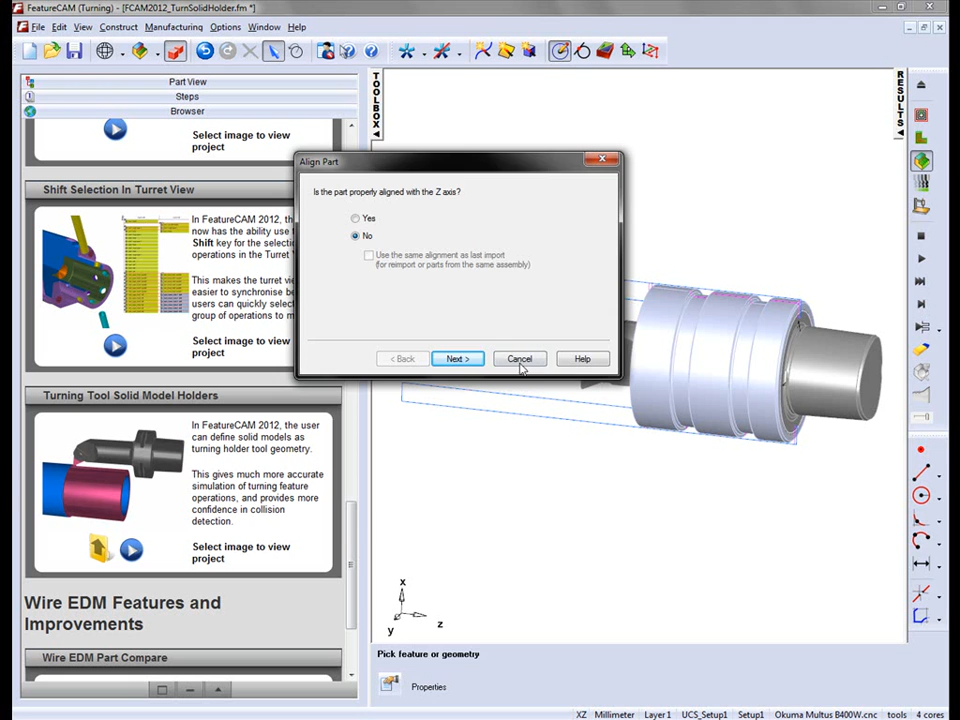 FeatureCAM (Turning) - [FCAM2012_TurnSolidHolder.fm *]
File Edit View Construct Manufacturing Options Window Help
Part View
Steps
Browser
Select image to view
project
Shift Selection In Turret View
In FeatureCAM 2012, the
now has the ability use
Shift key for the selection
operations in the Turret
This makes the turret vi
easier to synchronise be
users can quickly select
group of operations to m
Select image to view
project
Turning Tool Solid Model Holders
In FeatureCAM 2012, the user
can define solid models as
turning holder tool geometry.
This gives much more accurate
simulation of turning feature
operations, and provides more
confidence in collision
detection.
Select image to view
project
Wire EDM Features and
Improvements
Wire EDM Part Compare
TOOLBOX
RESULTS
Align Part
Is the part properly aligned with the Z axis?
Yes
No
Use the same alignment as last import
(for reimport or parts from the same assembly)
< Back Next > Cancel Help
x
y
z
Pick feature or geometry
Properties
XZ Millimeter Layer1 UCS_Setup1 Setup1 Okuma Multus B400W.cnc tools 4 cores